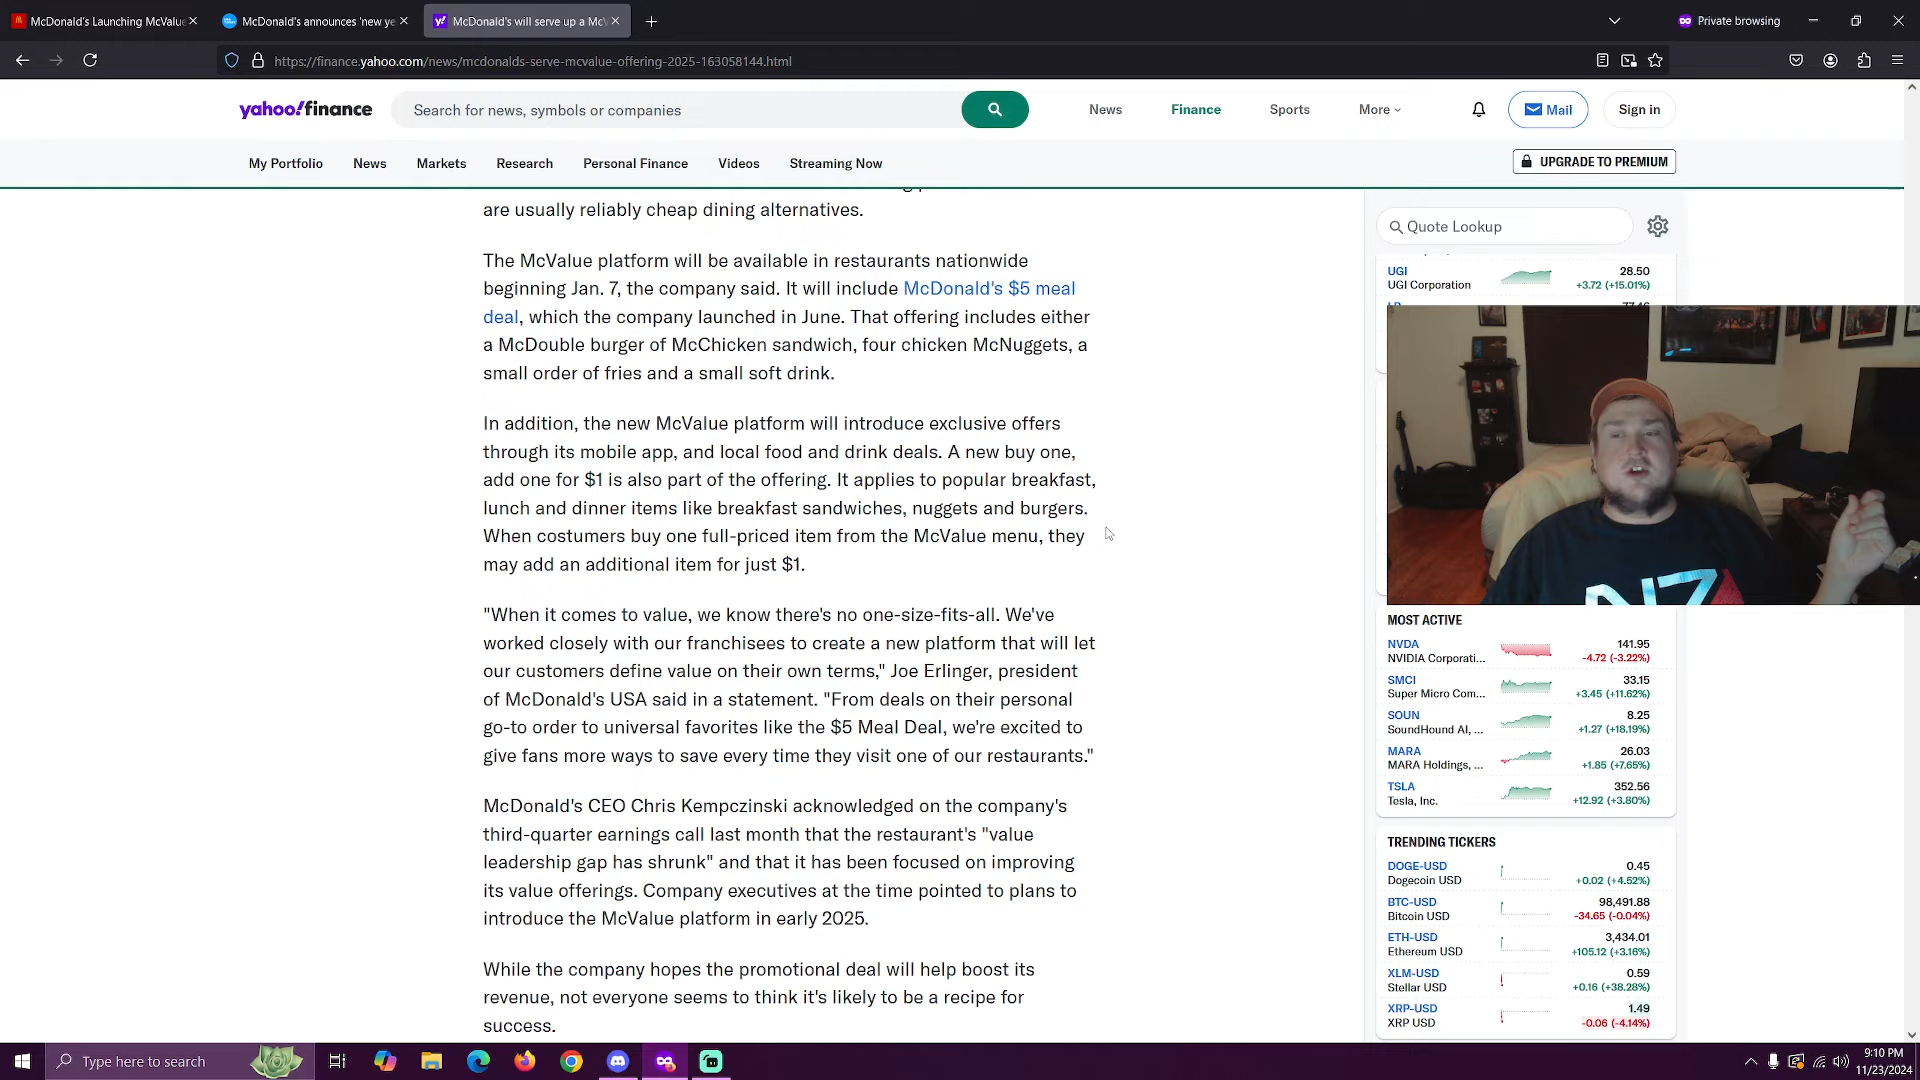 McDonald's Launching McValue
McDonald's announces 'new ye
McDonald's will serve up a McV
Private browsing
https://finance.yahoo.com/news/mcdonalds-serve-mcvalue-offering-2025-163058144.html
yahoo!finance
Search for news, symbols or companies
News
Finance
Sports
More
Mail
Sign in
My Portfolio
News
Markets
Research
Personal Finance
Videos
Streaming Now
UPGRADE TO PREMIUM
are usually reliably cheap dining alternatives.
The McValue platform will be available in restaurants nationwide
beginning Jan. 7, the company said. It will include McDonald's $5 meal
deal, which the company launched in June. That offering includes either
a McDouble burger of McChicken sandwich, four chicken McNuggets, a
small order of fries and a small soft drink.
In addition, the new McValue platform will introduce exclusive offers
through its mobile app, and local food and drink deals. A new buy one,
add one for $1 is also part of the offering. It applies to popular breakfast,
lunch and dinner items like breakfast sandwiches, nuggets and burgers.
When costumers buy one full-priced item from the McValue menu, they
may add an additional item for just $1.
"When it comes to value, we know there's no one-size-fits-all. We've
worked closely with our franchisees to create a new platform that will let
our customers define value on their own terms," Joe Erlinger, president
of McDonald's USA said in a statement. "From deals on their personal
go-to order to universal favorites like the $5 Meal Deal, we're excited to
give fans more ways to save every time they visit one of our restaurants."
McDonald's CEO Chris Kempczinski acknowledged on the company's
third-quarter earnings call last month that the restaurant's "value
leadership gap has shrunk" and that it has been focused on improving
its value offerings. Company executives at the time pointed to plans to
introduce the McValue platform in early 2025.
While the company hopes the promotional deal will help boost its
revenue, not everyone seems to think it's likely to be a recipe for
success.
Quote Lookup
UGI 28.50
UGI Corporation +3.72 (+15.01%)
N7
MOST ACTIVE
NVDA 141.95
NVIDIA Corporati... -4.72 (-3.22%)
SMCI 33.15
Super Micro Com... +3.45 (+11.62%)
SOUN 8.25
SoundHound AI, ... +1.27 (+18.19%)
MARA 26.03
MARA Holdings, ... +1.85 (+7.65%)
TSLA 352.56
Tesla, Inc. +12.92 (+3.80%)
TRENDING TICKERS
DOGE-USD 0.45
Dogecoin USD +0.02 (+4.52%)
BTC-USD 98,491.88
Bitcoin USD -34.65 (-0.04%)
ETH-USD 3,434.01
Ethereum USD +105.12 (+3.16%)
XLM-USD 0.59
Stellar USD +0.16 (+38.28%)
XRP-USD 1.49
XRP USD -0.06 (-4.14%)
Type here to search
9:10 PM
11/23/2024